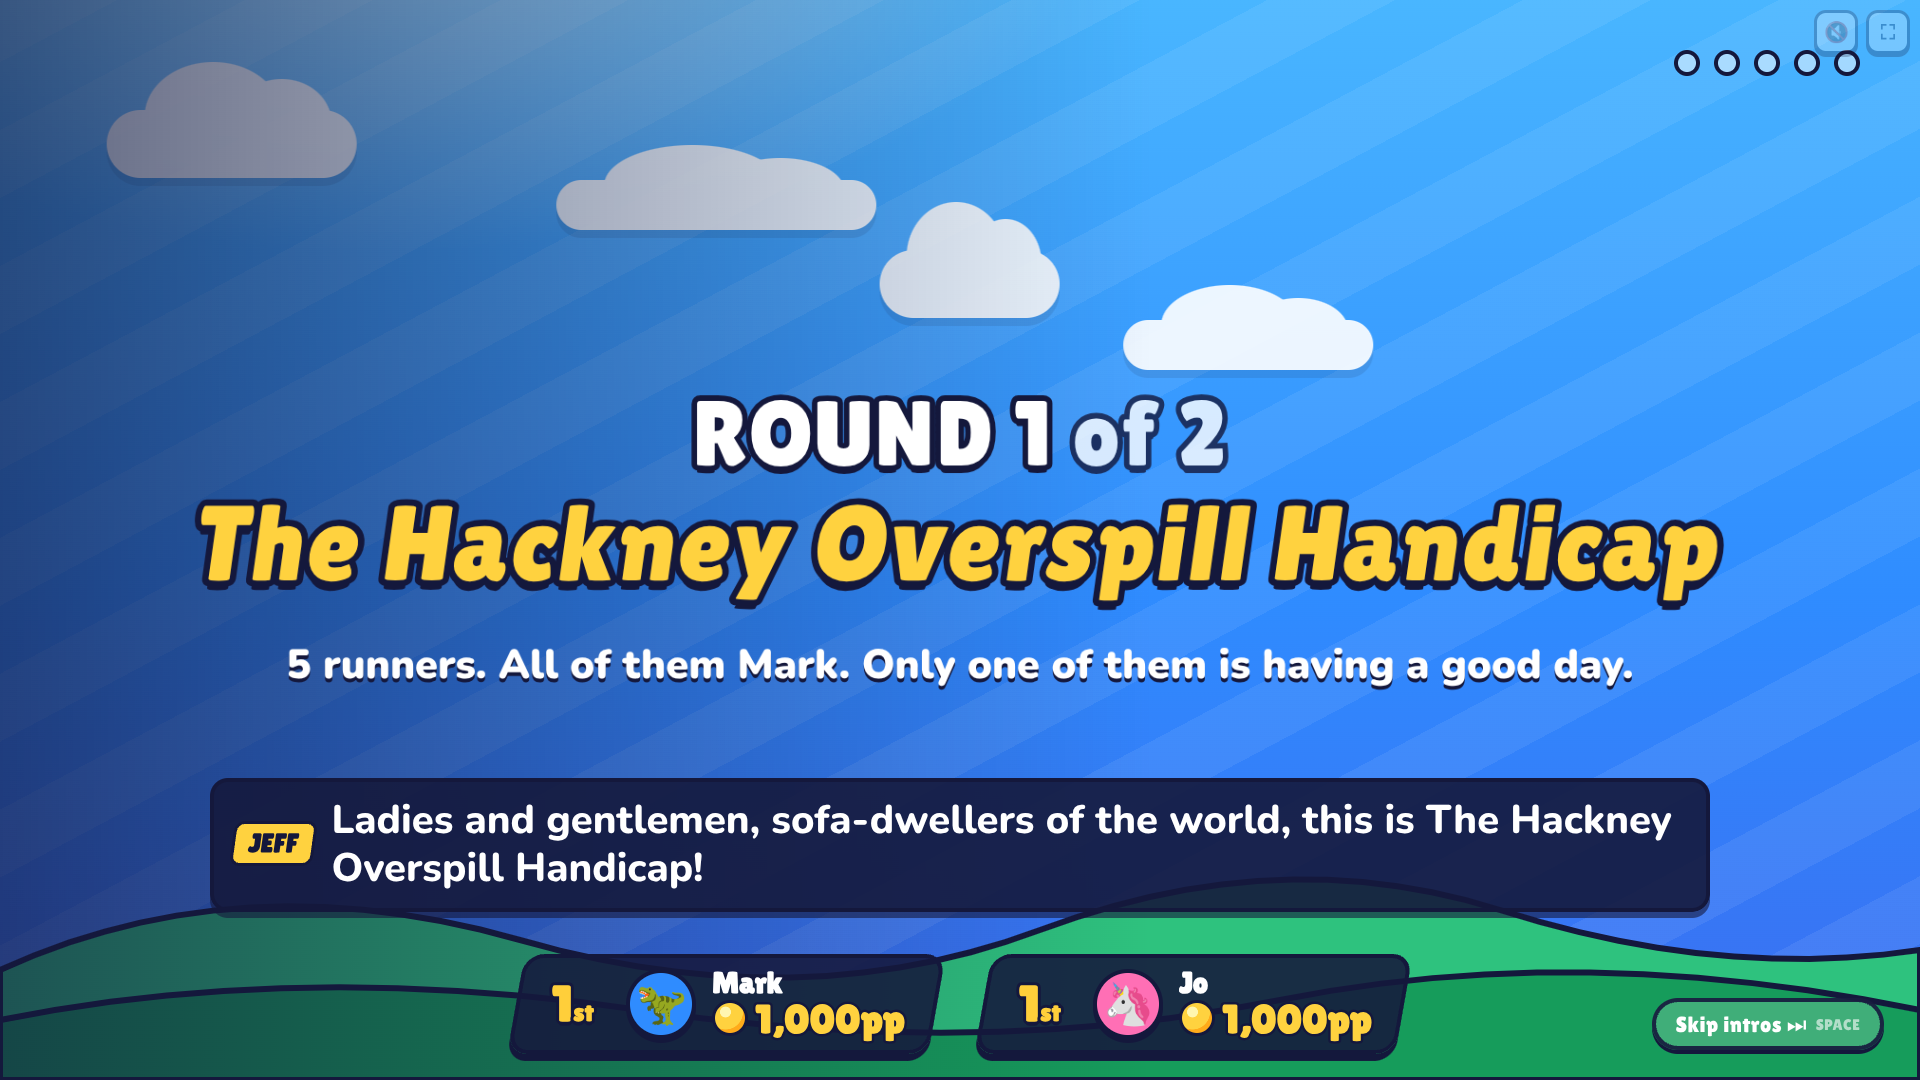 ROUND 1 of 2
The Hackney Overspill Handicap
5 runners. All of them Mark. Only one of them is having a good day.
JEFF
Ladies and gentlemen, sofa-dwellers of the world, this is The Hackney
Overspill Handicap!
1st
Mark
1,000pp
1st
Jo
1,000pp
Skip intros SPACE